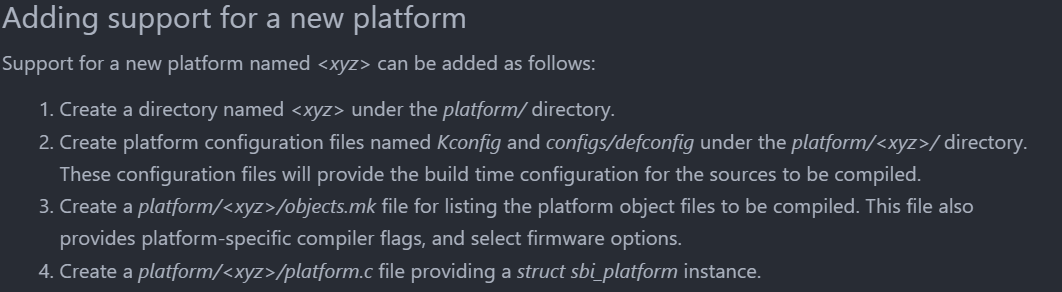 Adding support for a new platform
Support for a new platform named <xyz> can be added as follows:
1. Create a directory named <xyz> under the platform/ directory.
2. Create platform configuration files named Kconfig and configs/defconfig under the platform/<xyz>/ directory.
These configuration files will provide the build time configuration for the sources to be compiled.
3. Create a platform/<xyz>/objects.mk file for listing the platform object files to be compiled. This file also
provides platform-specific compiler flags, and select firmware options.
4. Create a platform/<xyz>/platform.c file providing a struct sbi_platform instance.